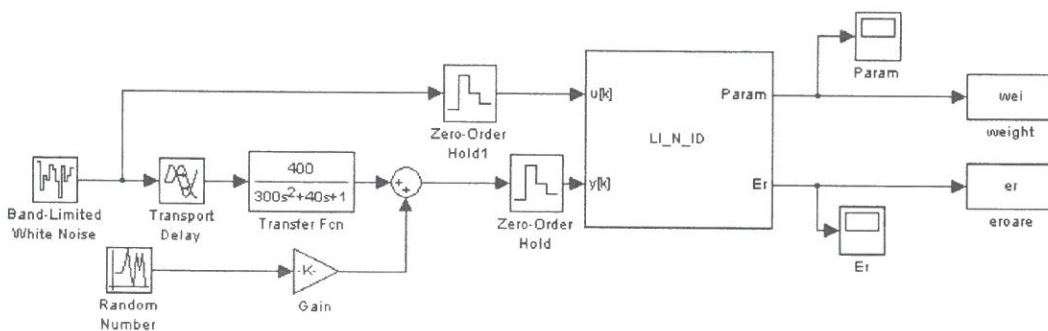 Param
u[k]
Param
wei
weight
Zero-Order
Hold1
LI_N_ID
400
300s²+40s+1
Transfer Fcn
+
+
y[k]
Er
er
eroare
Band-Limited
White Noise
Transport
Delay
Zero-Order
Hold
Er
-K-
Gain
Random
Number